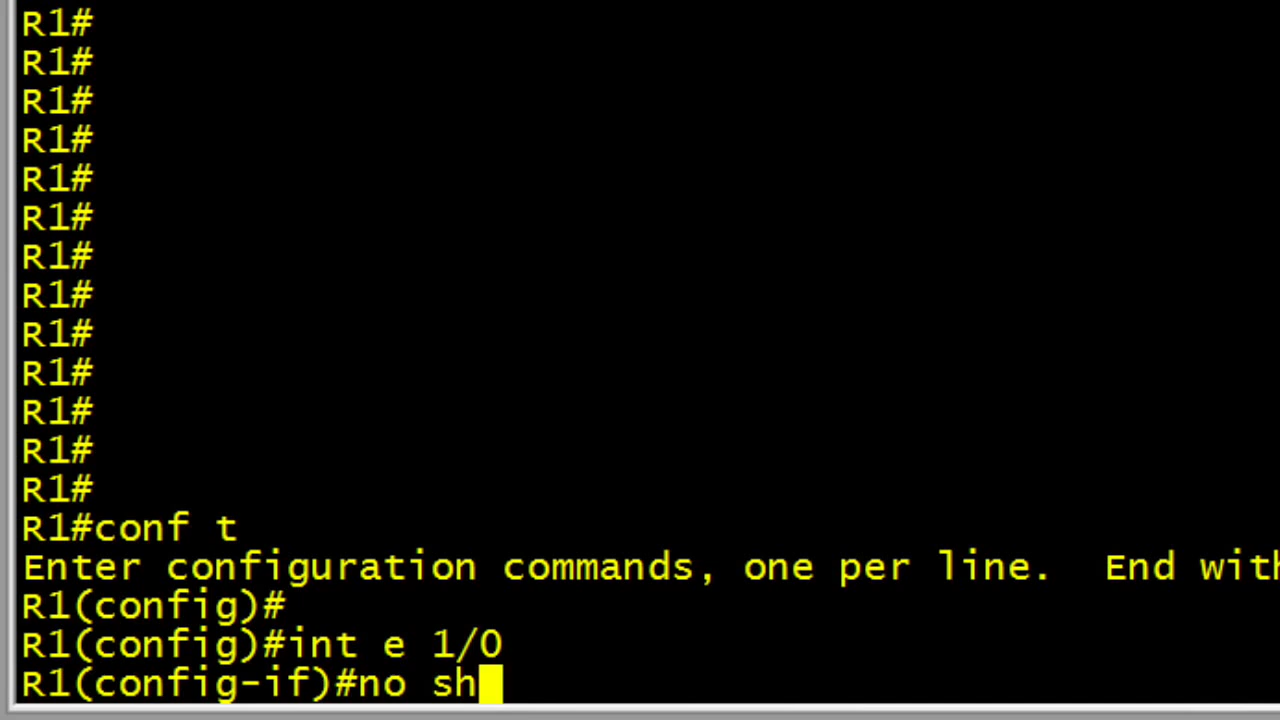 R1#
R1#
R1#
R1#
R1#
R1#
R1#
R1#
R1#
R1#
R1#
R1#
R1#
R1#conf t
Enter configuration commands, one per line.  End with
R1(config)#
R1(config)#int e 1/0
R1(config-if)#no sh